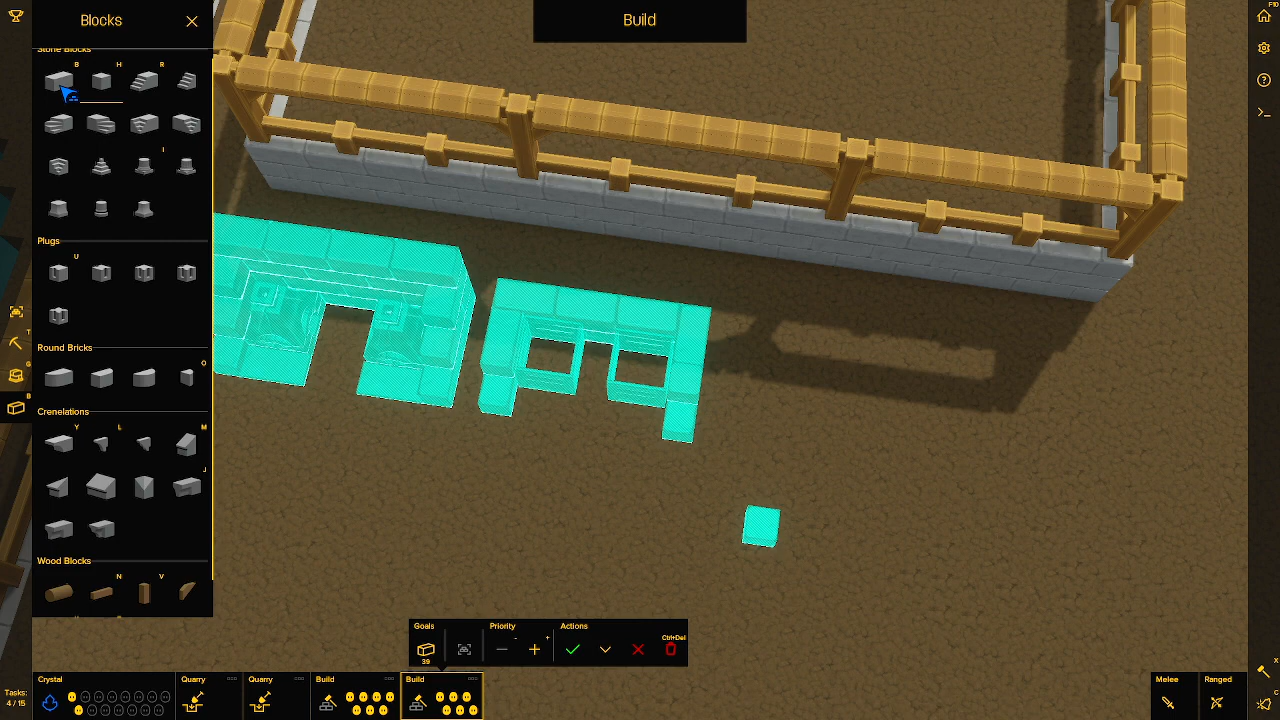 Blocks
Build
F10
Stone Blocks
B
H
R
I
Plugs
U
Round Bricks
O
Crenelations
Y
L
M
J
Wood Blocks
N
V
T
G
B
Goals
Priority
Actions
- +
Ctrl+Del
39
Tasks:
4 / 15
Crystal
Quarry
Quarry
Build
Build
Melee
Ranged
X